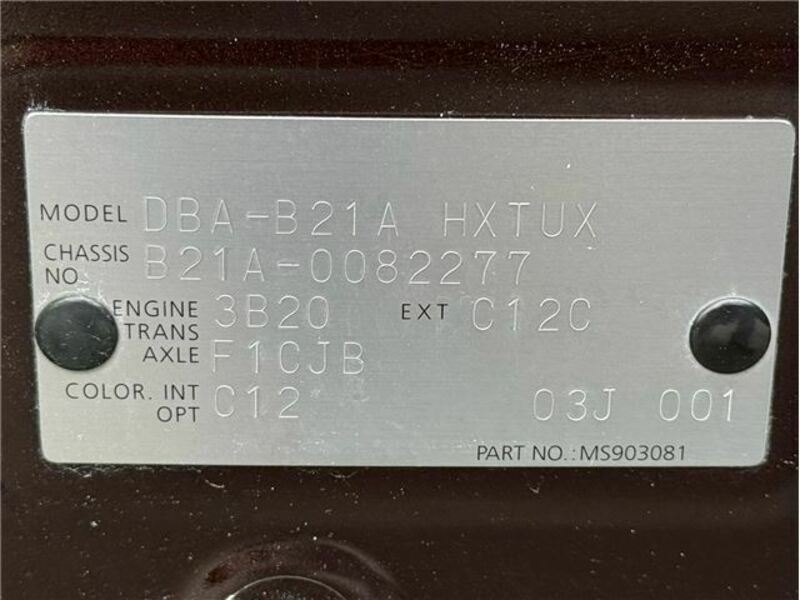 MODEL DBA-B21A HXTUX
CHASSIS NO B21A-0082277
ENGINE 3B20 EXT C12C
TRANS AXLE F1CJB
COLOR. INT OPT C12 03J 001
PART NO.: MS903081